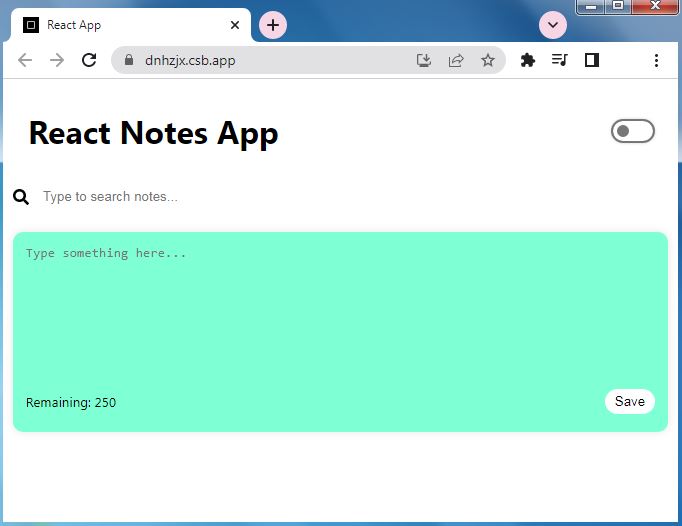 React App
dnhzjx.csb.app
React Notes App
Type to search notes...
Type something here...
Remaining: 250
Save